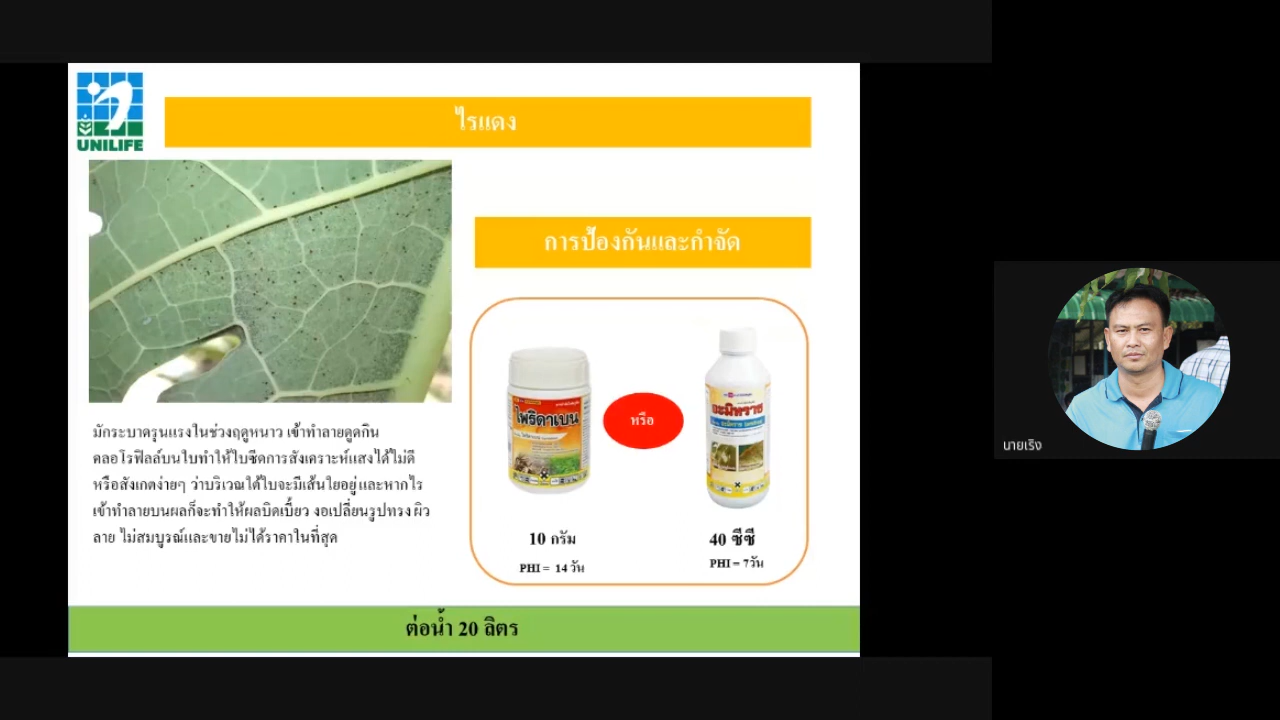 UNILIFE
ไรแดง
การป้องกันและกำจัด
มักระบาดรุนแรงในช่วงฤดูหนาว เข้าทำลายดูดกิน
คลอโรฟิลล์บนใบทำให้ใบซีดการสังเคราะห์แสงได้ไม่ดี
หรือสังเกตง่ายๆ ว่าบริเวณใต้ใบจะมีเส้นใยอยู่และหากไร
เข้าทำลายบนผลก็จะทำให้ผลบิดเบี้ยว งอเปลี่ยนรูปทรง ผิว
ลาย ไม่สมบูรณ์และขายไม่ได้ราคาในที่สุด
ไพริดาเบน
หรือ
อะมิทราซ
10 กรัม
PHI = 14 วัน
40 ซีซี
PHI = 7วัน
ต่อน้ำ 20 ลิตร
นายเริง